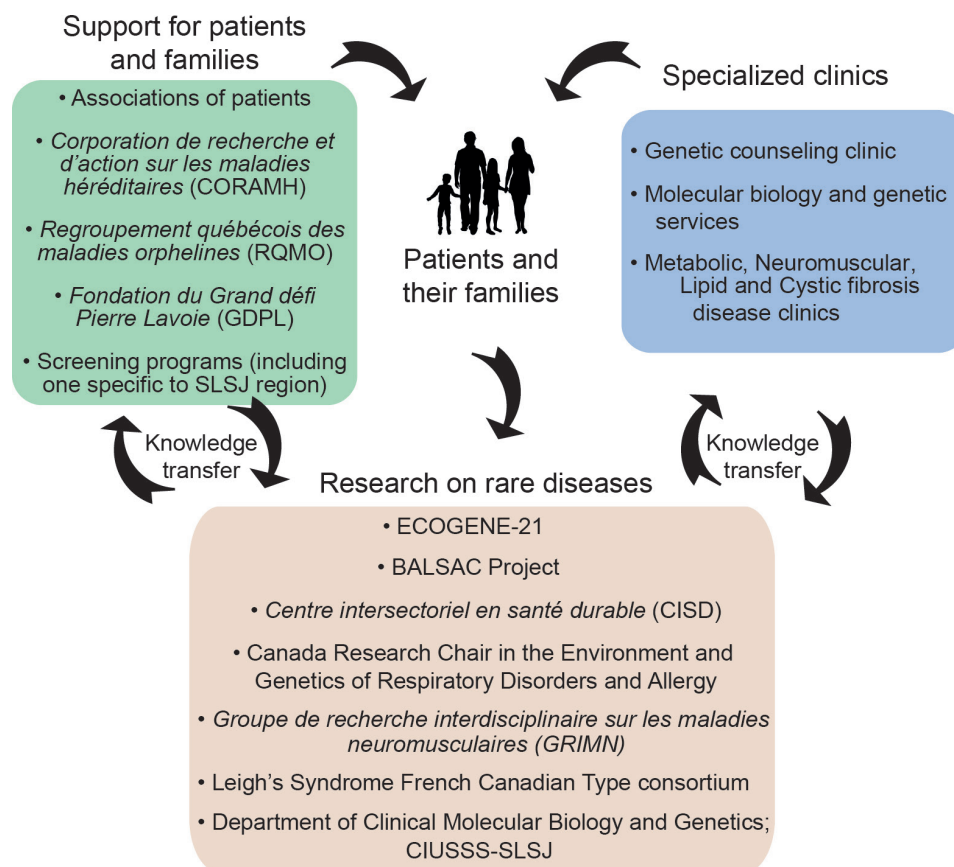 Support for patients
and families
• Associations of patients
• Corporation de recherche et
d'action sur les maladies
héréditaires (CORAMH)
• Regroupement québécois des
maladies orphelines (RQMO)
• Fondation du Grand défi
Pierre Lavoie (GDPL)
• Screening programs (including
one specific to SLSJ region)
Patients and
their families
Specialized clinics
• Genetic counseling clinic
• Molecular biology and genetic
services
• Metabolic, Neuromuscular,
Lipid and Cystic fibrosis
disease clinics
Knowledge
transfer
Knowledge
transfer
Research on rare diseases
• ECOGENE-21
• BALSAC Project
• Centre intersectoriel en santé durable (CISD)
• Canada Research Chair in the Environment and
Genetics of Respiratory Disorders and Allergy
• Groupe de recherche interdisciplinaire sur les maladies
neuromusculaires (GRIMN)
• Leigh's Syndrome French Canadian Type consortium
• Department of Clinical Molecular Biology and Genetics;
CIUSSS-SLSJ